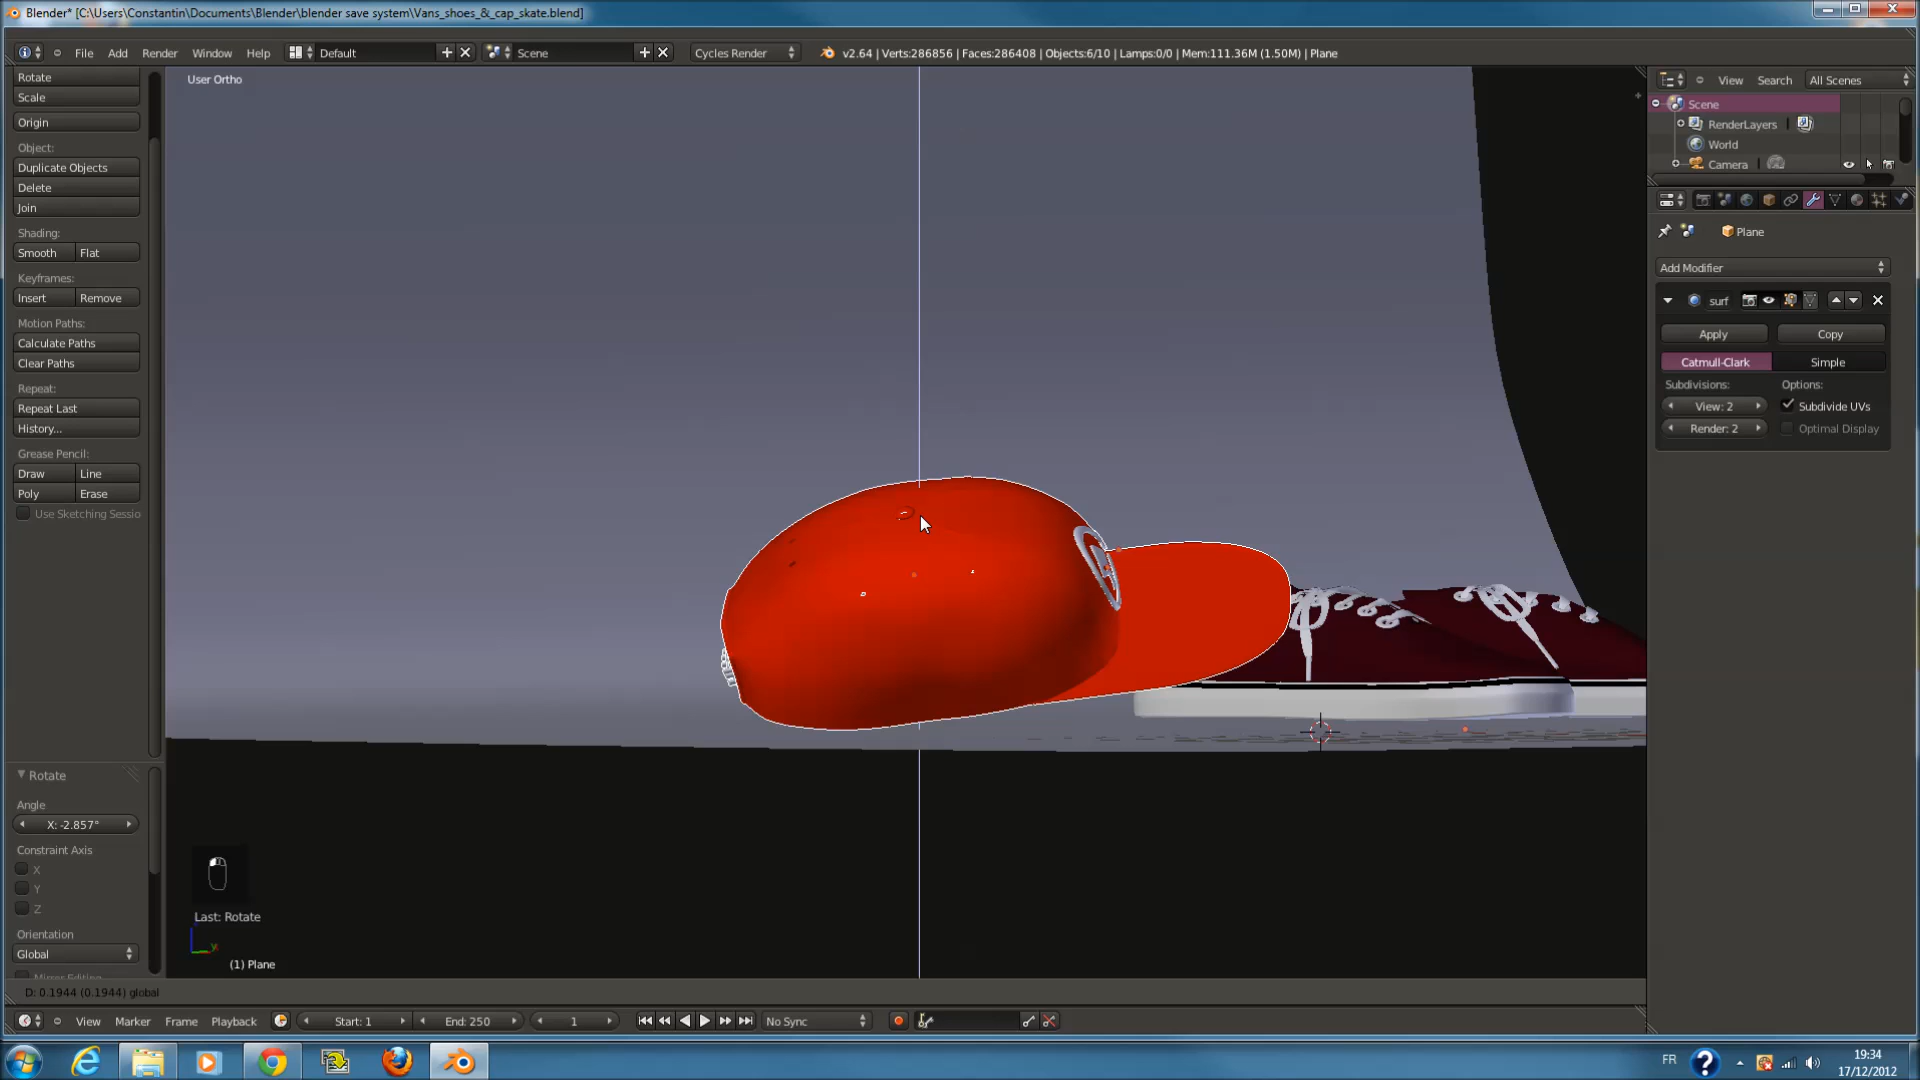 Blender* [C:\Users\Constantin\Documents\Blender\blender save system\Vans_shoes_&_cap_skate.blend]
File Add Render Window Help Default Scene Cycles Render v2.64 | Verts:286856 | Faces:286408 | Objects:6/10 | Lamps:0/0 | Mem:111.36M (1.50M) | Plane
Rotate
Scale
Origin
Object:
Duplicate Objects
Delete
Join
Shading:
Smooth Flat
Keyframes:
Insert Remove
Motion Paths:
Calculate Paths
Clear Paths
Repeat:
Repeat Last
History...
Grease Pencil:
Draw Line
Poly Erase
Use Sketching Sessio
Rotate
Angle
X: -2.857°
Constraint Axis
X
Y
Z
Orientation
Global
Mirror Editing
User Ortho
Last: Rotate
(1) Plane
D: 0.1944 (0.1944) global
View Search All Scenes
Scene
RenderLayers
World
Camera
Plane
Add Modifier
surf
Apply Copy
Catmull-Clark Simple
Subdivisions: Options:
View: 2 Subdivide UVs
Render: 2 Optimal Display
View Marker Frame Playback Start: 1 End: 250 1 No Sync
FR
19:34
17/12/2012